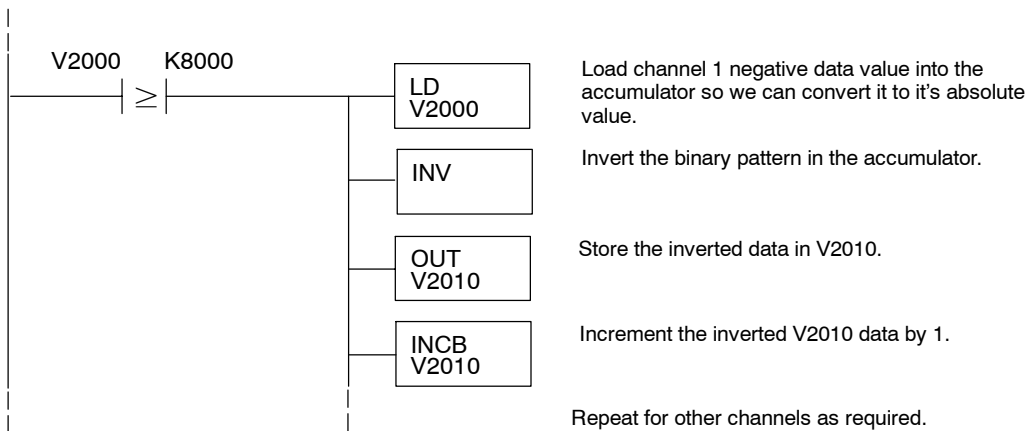 V2000 K8000
≥
LD
V2000
Load channel 1 negative data value into the
accumulator so we can convert it to it's absolute
value.
INV
Invert the binary pattern in the accumulator.
OUT
V2010
Store the inverted data in V2010.
INCB
V2010
Increment the inverted V2010 data by 1.
Repeat for other channels as required.